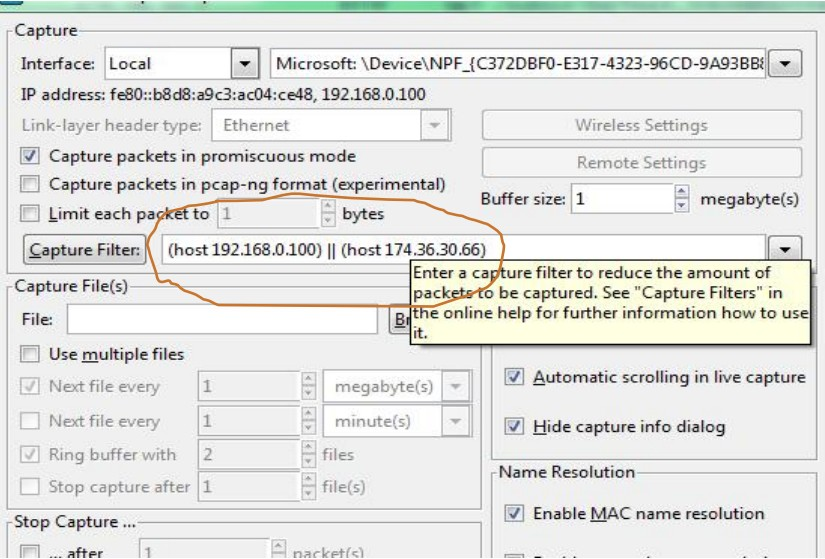 Capture
Interface: Local Microsoft: \Device\NPF_{C372DBF0-E317-4323-96CD-9A93BB8
IP address: fe80::b8d8:a9c3:ac04:ce48, 192.168.0.100
Link-layer header type: Ethernet Wireless Settings
Capture packets in promiscuous mode Remote Settings
Capture packets in pcap-ng format (experimental)
Buffer size: 1 megabyte(s)
Limit each packet to 1 bytes
Capture Filter: (host 192.168.0.100) || (host 174.36.30.66)
Enter a capture filter to reduce the amount of
packets to be captured. See "Capture Filters" in
the online help for further information how to use
it.
Capture File(s)
File:
Use multiple files
Next file every 1 megabyte(s) Automatic scrolling in live capture
Next file every 1 minute(s) Hide capture info dialog
Ring buffer with 2 files
Stop capture after 1 file(s)
Name Resolution
Stop Capture ... Enable MAC name resolution
... after 1 packet(s)